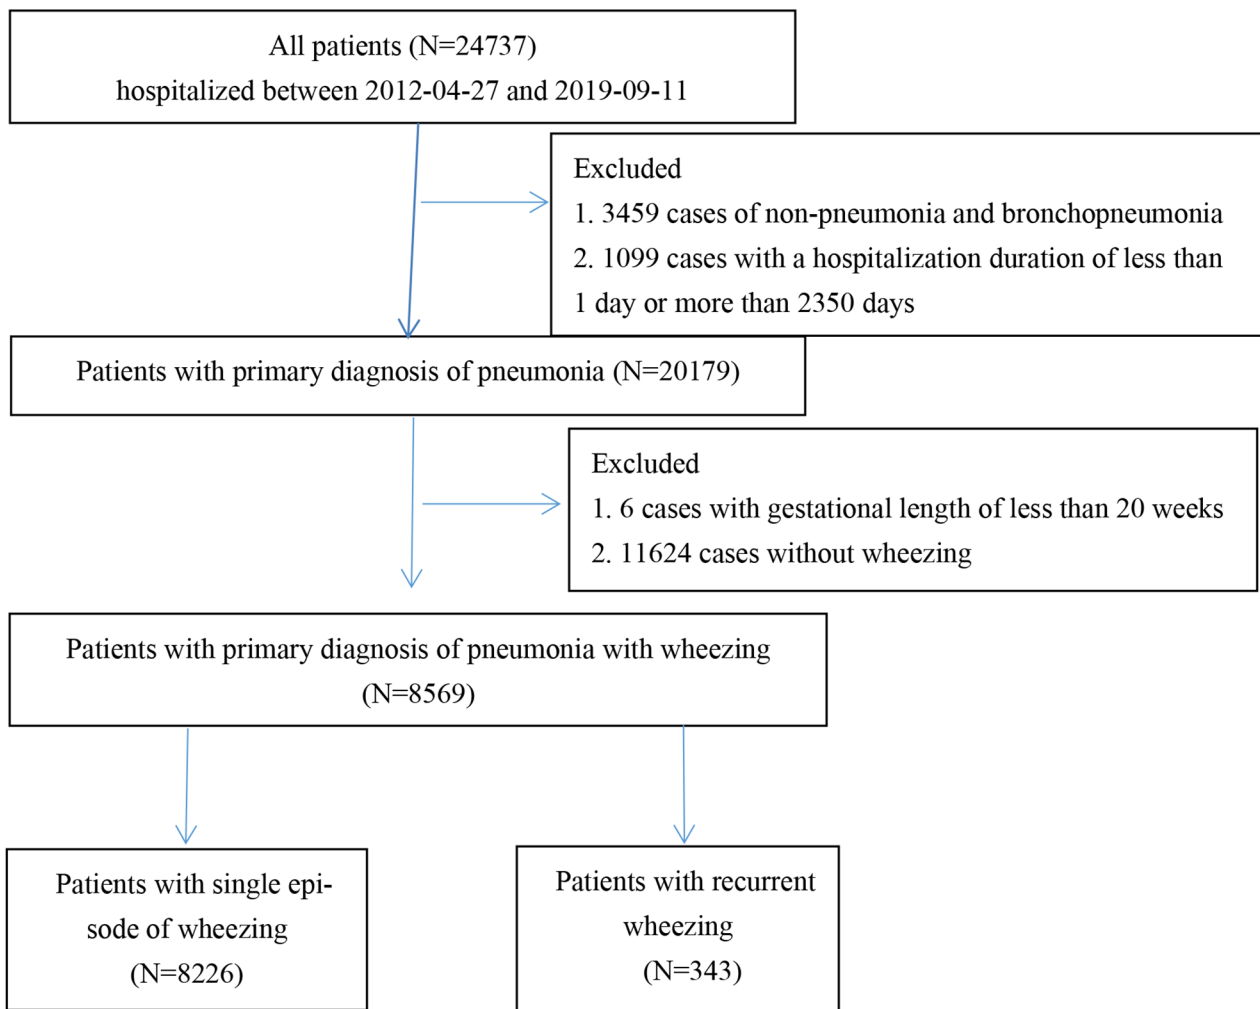 All patients (N=24737)
hospitalized between 2012-04-27 and 2019-09-11
Excluded
1. 3459 cases of non-pneumonia and bronchopneumonia
2. 1099 cases with a hospitalization duration of less than
1 day or more than 2350 days
Patients with primary diagnosis of pneumonia (N=20179)
Excluded
1. 6 cases with gestational length of less than 20 weeks
2. 11624 cases without wheezing
Patients with primary diagnosis of pneumonia with wheezing
(N=8569)
Patients with single epi-
sode of wheezing
(N=8226)
Patients with recurrent
wheezing
(N=343)